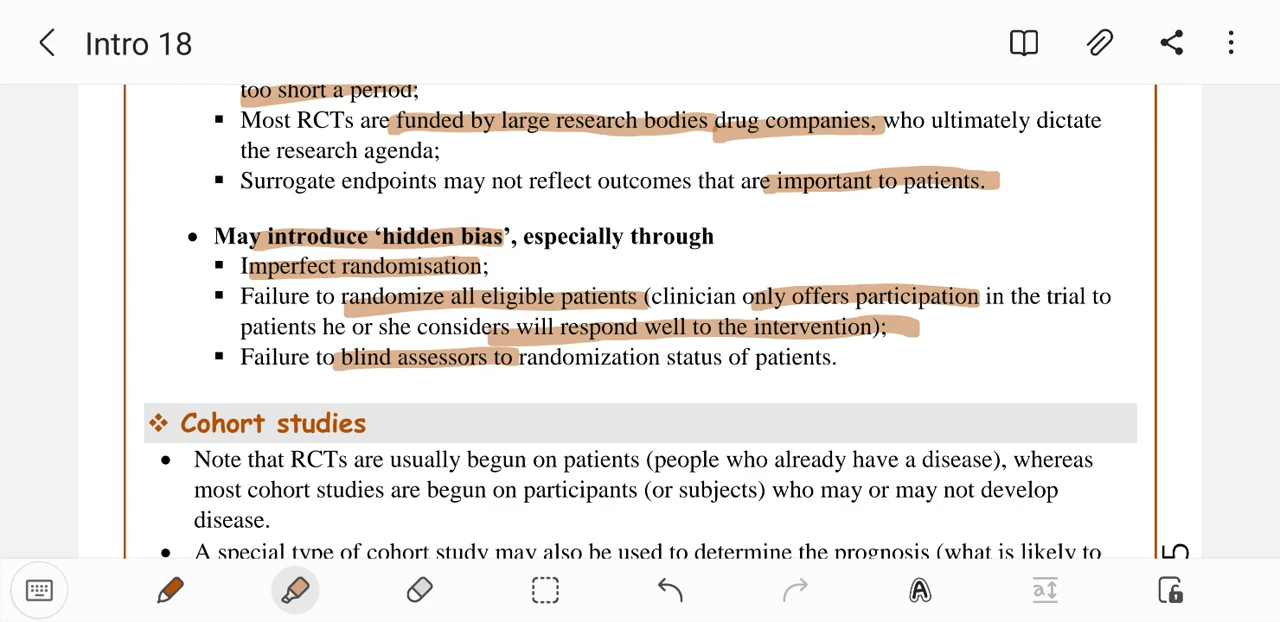 Intro 18
too short a period;
▪ Most RCTs are funded by large research bodies drug companies, who ultimately dictate
the research agenda;
▪ Surrogate endpoints may not reflect outcomes that are important to patients.
• May introduce ‘hidden bias’, especially through
▪ Imperfect randomisation;
▪ Failure to randomize all eligible patients (clinician only offers participation in the trial to
patients he or she considers will respond well to the intervention);
▪ Failure to blind assessors to randomization status of patients.
❖ Cohort studies
• Note that RCTs are usually begun on patients (people who already have a disease), whereas
most cohort studies are begun on participants (or subjects) who may or may not develop
disease.
• A special type of cohort study may also be used to determine the prognosis (what is likely to